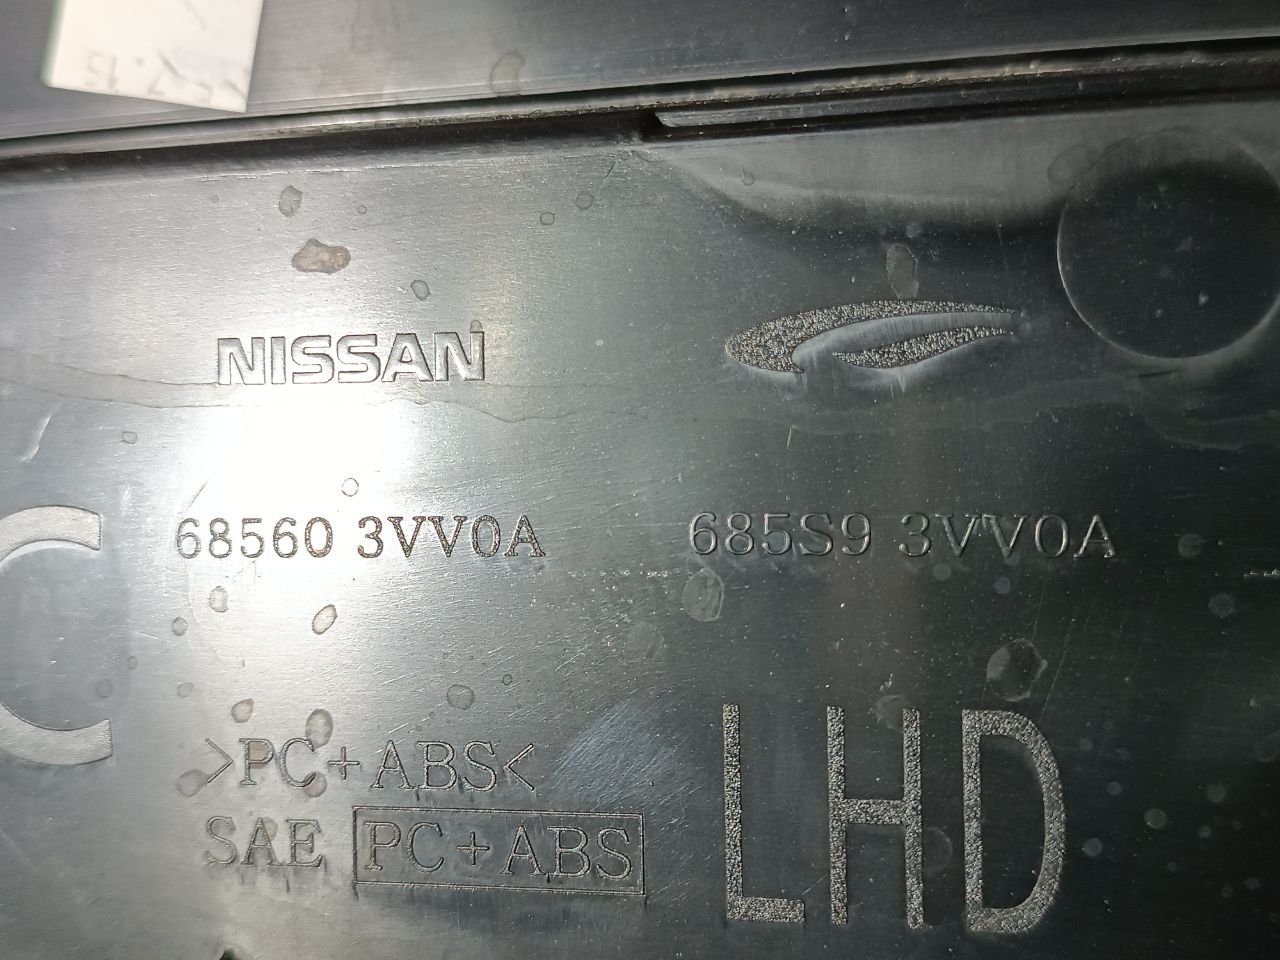 NISSAN
68560 3VV0A
685S9 3VV0A
C
>PC+ABS<
SAE PC+ABS
LHD